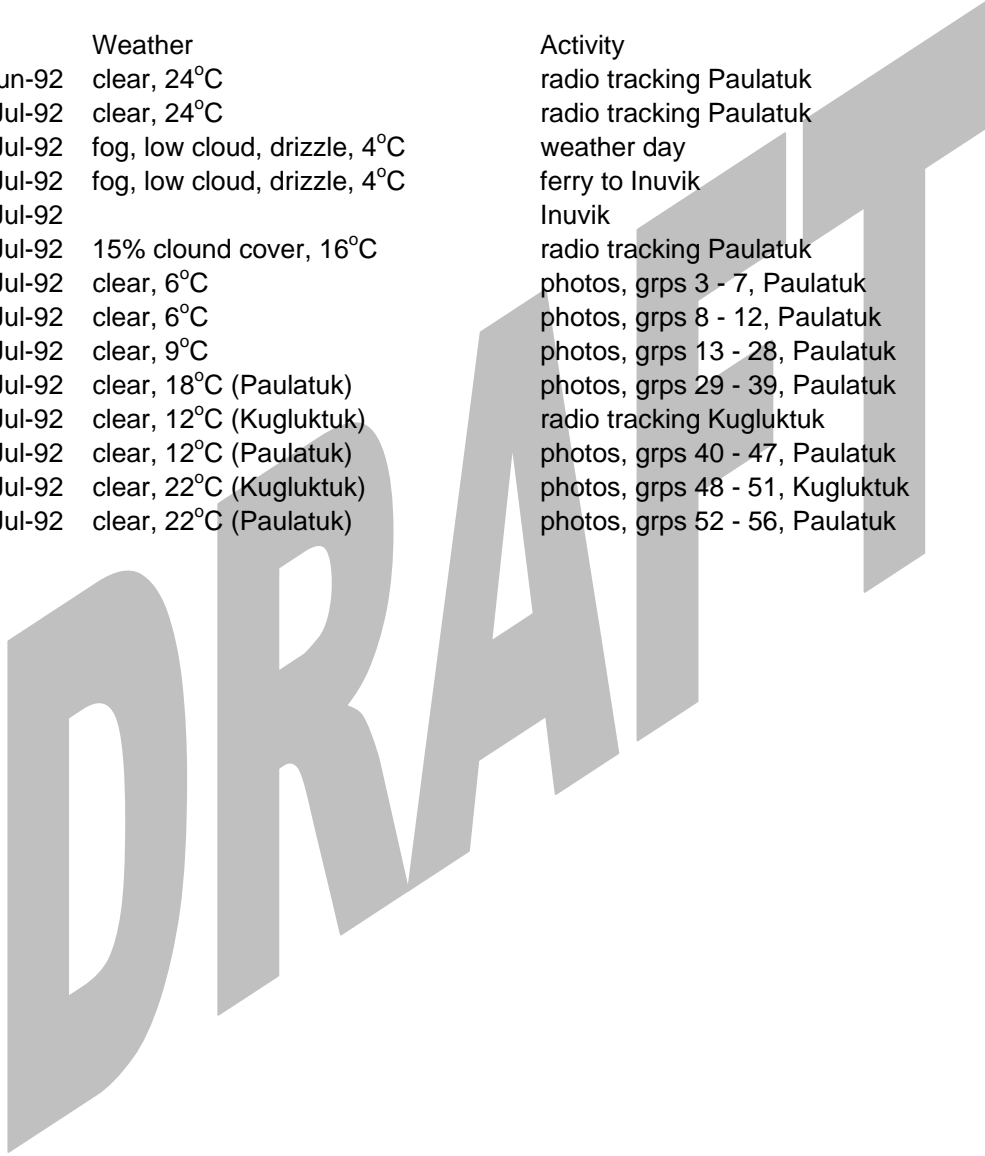 Weather Activity
un-92 clear, 24°C radio tracking Paulatuk
Jul-92 clear, 24°C radio tracking Paulatuk
Jul-92 fog, low cloud, drizzle, 4°C weather day
Jul-92 fog, low cloud, drizzle, 4°C ferry to Inuvik
Jul-92 Inuvik
Jul-92 15% clound cover, 16°C radio tracking Paulatuk
Jul-92 clear, 6°C photos, grps 3 - 7, Paulatuk
Jul-92 clear, 6°C photos, grps 8 - 12, Paulatuk
Jul-92 clear, 9°C photos, grps 13 - 28, Paulatuk
Jul-92 clear, 18°C (Paulatuk) photos, grps 29 - 39, Paulatuk
Jul-92 clear, 12°C (Kugluktuk) radio tracking Kugluktuk
Jul-92 clear, 12°C (Paulatuk) photos, grps 40 - 47, Paulatuk
Jul-92 clear, 22°C (Kugluktuk) photos, grps 48 - 51, Kugluktuk
Jul-92 clear, 22°C (Paulatuk) photos, grps 52 - 56, Paulatuk
DRAFT